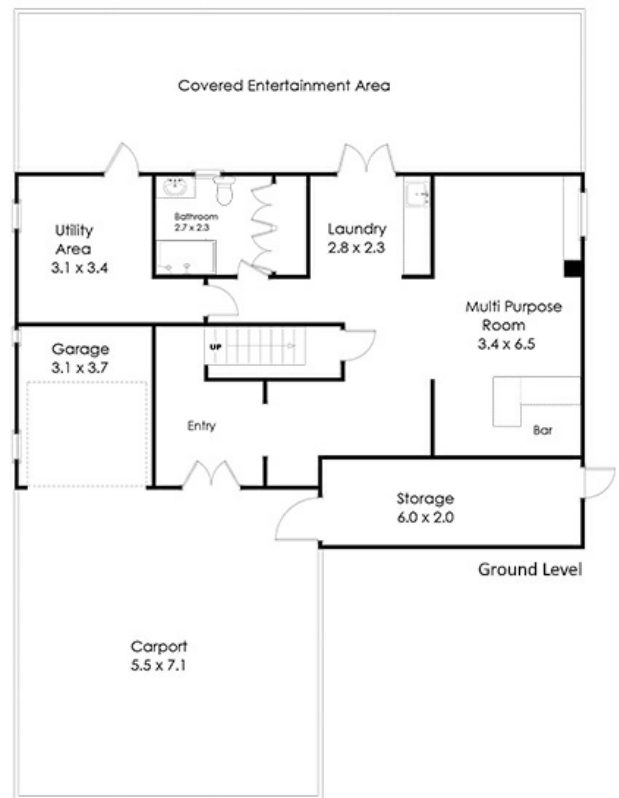 Covered Entertainment Area
Utility
Area
3.1 x 3.4
Bathroom
2.7 x 2.3
Laundry
2.8 x 2.3
Multi Purpose
Room
3.4 x 6.5
Garage
3.1 x 3.7
UP
Entry
Bar
Storage
6.0 x 2.0
Ground Level
Carport
5.5 x 7.1